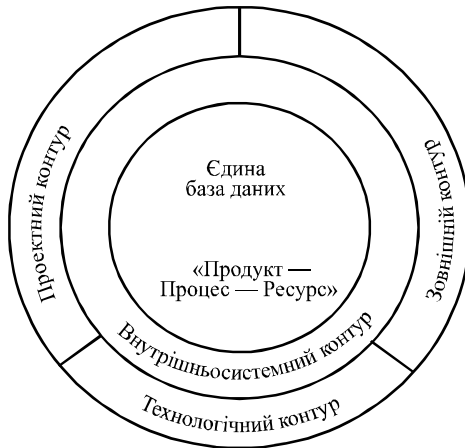 Проектний контур
Зовнішній контур
Єдина
база даних
«Продукт —
Процес — Ресурс»
Внутрішньосистемний контур
Технологічний контур